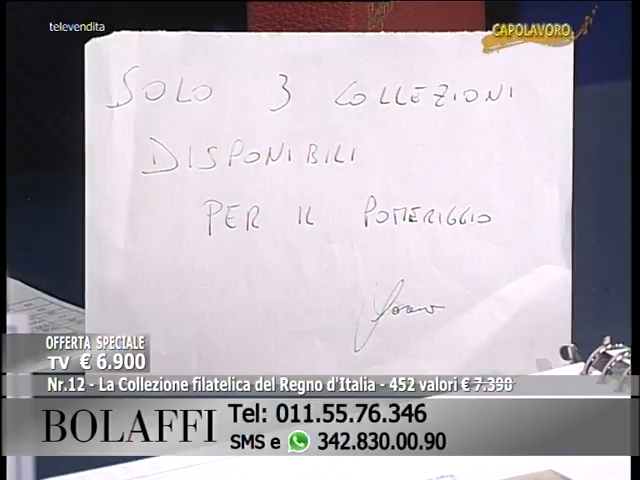 televendita
CAPOLAVORO
SOLO 3 COLLEZIONI
DISPONIBILI
PER IL POMERIGGIO
OFFERTA SPECIALE
TV € 6.900
Nr.12 - La Collezione filatelica del Regno d'Italia - 452 valori € 7.390
BOLAFFI
Tel: 011.55.76.346
SMS e 342.830.00.90